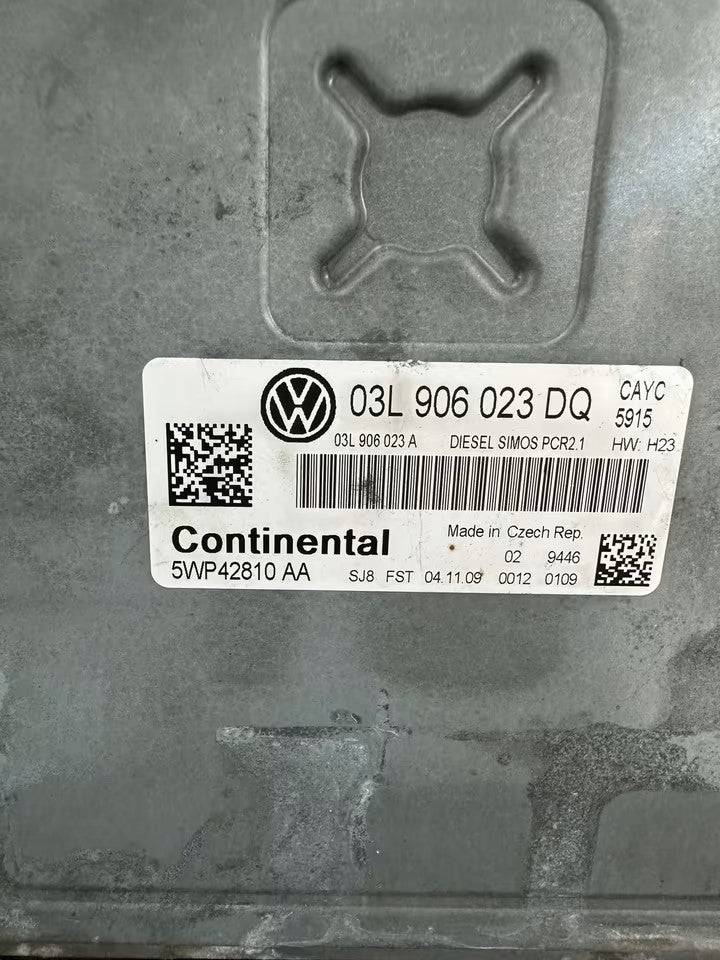 03L 906 023 DQ CAYC
5915
03L 906 023 A DIESEL SIMOS PCR2.1 HW: H23
Continental Made in Czech Rep.
02 9446
5WP42810 AA SJ8 FST 04.11.09 0012 0109